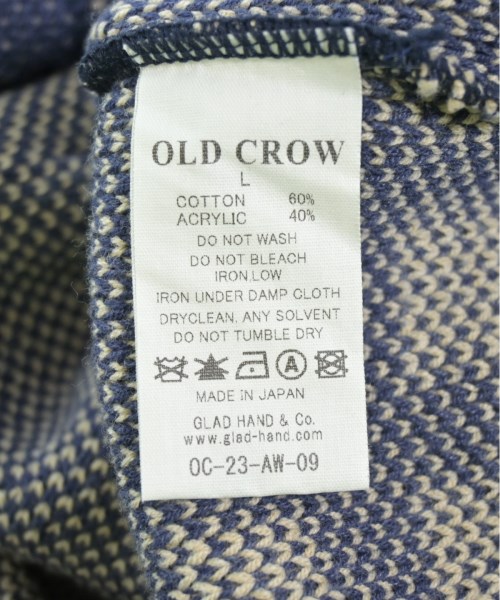 OLD CROW
L
COTTON 60%
ACRYLIC 40%
DO NOT WASH
DO NOT BLEACH
IRON LOW
IRON UNDER DAMP CLOTH
DRYCLEAN, ANY SOLVENT
DO NOT TUMBLE DRY
A
MADE IN JAPAN
GLAD HAND & Co.
www.glad-hand.com
OC-23-AW-09